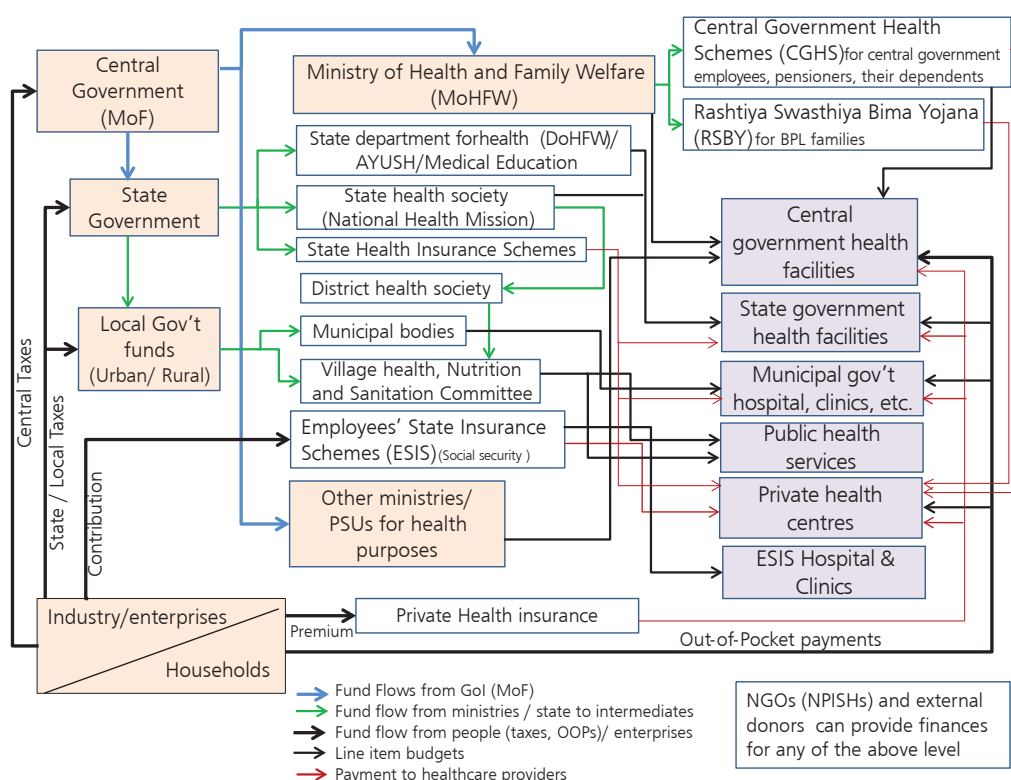 Central
Government
(MoF)
Ministry of Health and Family Welfare
(MoHFW)
Central Government Health
Schemes (CGHS)for central government
employees, pensioners, their dependents
Rashtiya Swasthiya Bima Yojana
(RSBY) for BPL families
State department forhealth (DoHFW)/
AYUSH/Medical Education
State
Government
State health society
(National Health Mission)
State Health Insurance Schemes
District health society
Local Gov't
funds
(Urban/ Rural)
Municipal bodies
Village health, Nutrition
and Sanitation Committee
Employees' State Insurance
Schemes (ESIS)(Social security )
Other ministries/
PSUs for health
purposes
Central
government health
facilities
State government
health facilities
Municipal gov't
hospital, clinics, etc.
Public health
services
Private health
centres
ESIS Hospital &
Clinics
Central Taxes
State / Local Taxes
Contribution
Industry/enterprises
Households
Premium
Private Health insurance
Out-of-Pocket payments
Fund Flows from GoI (MoF)
Fund flow from ministries / state to intermediates
Fund flow from people (taxes, OOPs)/ enterprises
Line item budgets
Payment to healthcare providers
NGOs (NPISHs) and external
donors can provide finances
for any of the above level